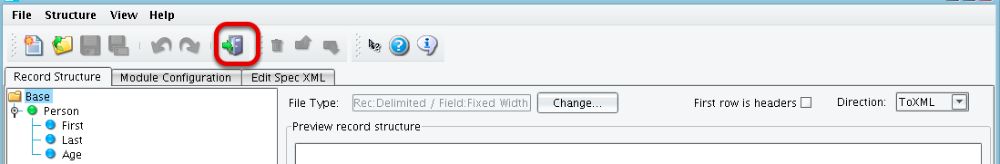 File Structure View Help
Record Structure Module Configuration Edit Spec XML
Base
Person
First
Last
Age
File Type: Rec:Delimited / Field:Fixed Width Change... First row is headers Direction: ToXML
Preview record structure